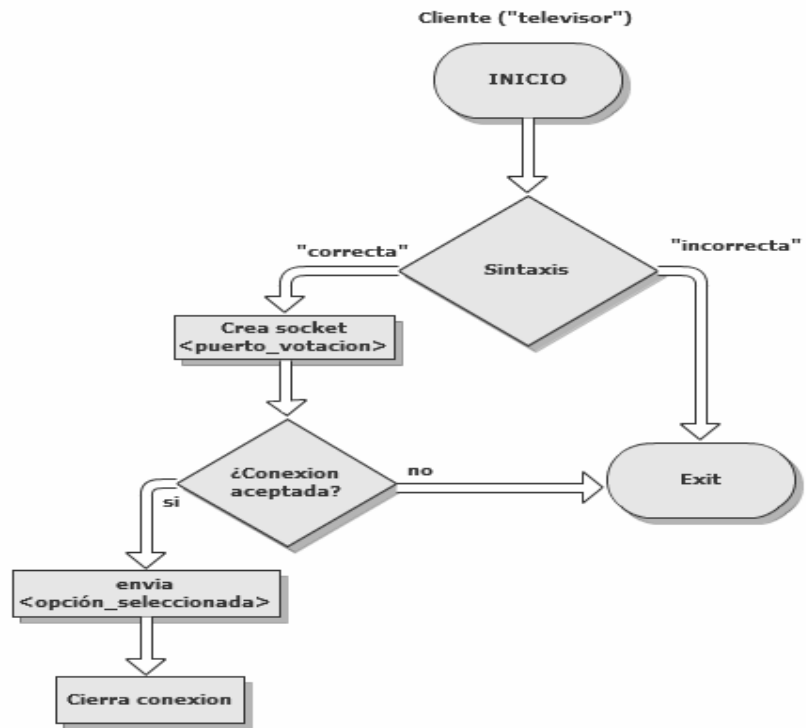 Cliente ("televisor")
INICIO
"correcta"
"incorrecta"
Sintaxis
Crea socket
<puerto_votacion>
¿Conexion
aceptada?
no
Exit
si
envia
<opción_seleccionada>
Cierra conexion